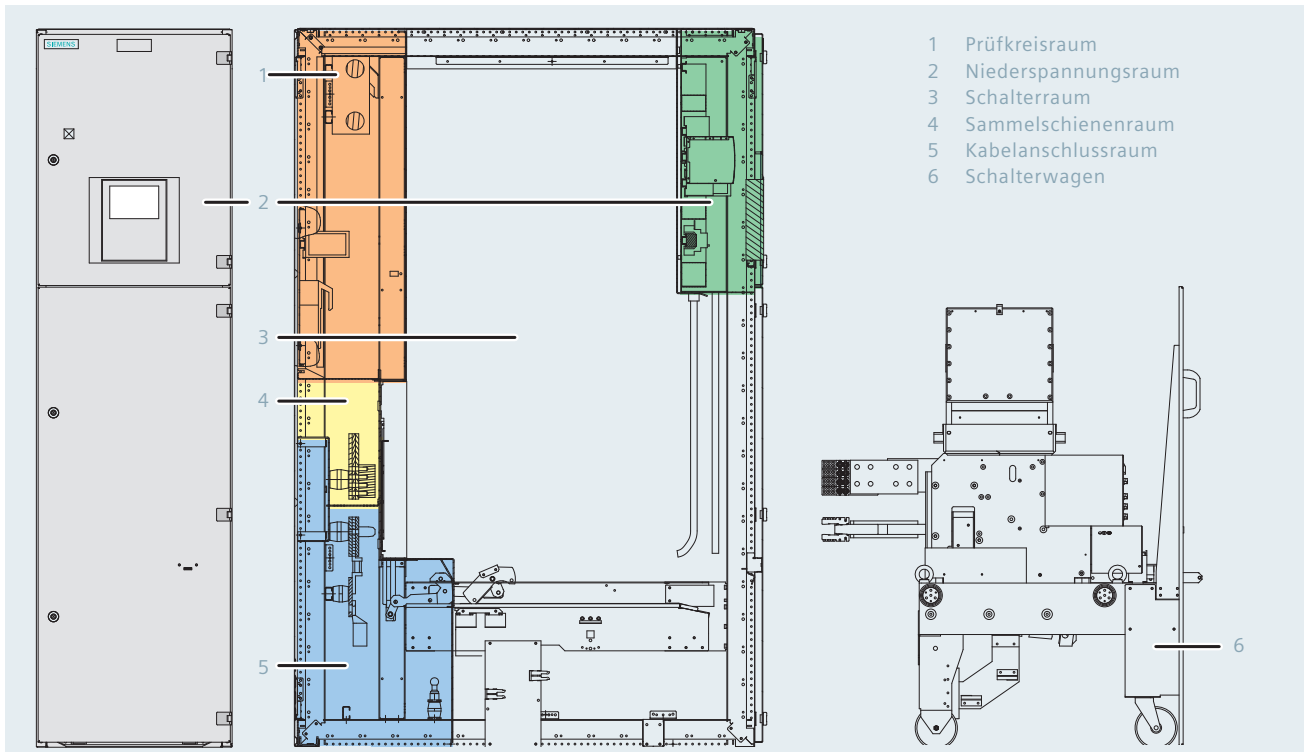 SIEMENS
1 Prüfkreisraum
2 Niederspannungsraum
3 Schalterraum
4 Sammelschienenraum
5 Kabelanschlussraum
6 Schalterwagen
1
2
3
4
5
6